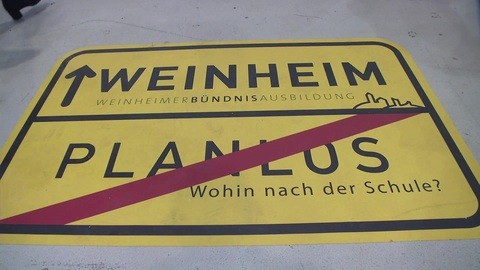 WEINHEIM
WEINHEIMERBÜNDNISAUSBILDUNG
PLANLOS
Wohin nach der Schule?